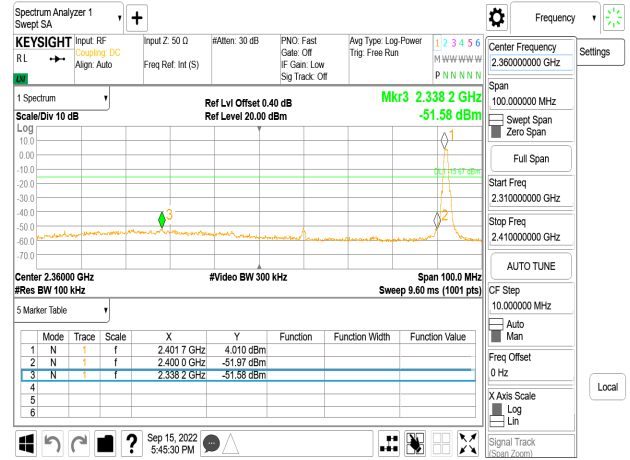 Spectrum Analyzer 1
Swept SA
Frequency
KEYSIGHT
Input: RF
Input Z: 50 Ω
#Atten: 30 dB
PNO: Fast
Avg Type: Log-Power
1 2 3 4 5 6
RL
Coupling: DC
Gate: Off
Trig: Free Run
M W W W W W
Align: Auto
Freq Ref: Int (S)
IF Gain: Low
Sig Track: Off
P N N N N N
Center Frequency
2.360000000 GHz
Settings
Span
100.000000 MHz
Swept Span
Zero Span
Full Span
Start Freq
2.310000000 GHz
Stop Freq
2.410000000 GHz
AUTO TUNE
CF Step
10.000000 MHz
Auto
Man
Freq Offset
0 Hz
X Axis Scale
Log
Lin
Local
Signal Track
(Span Zoom)
1 Spectrum
Ref Lvl Offset 0.40 dB
Mkr3 2.338 2 GHz
Scale/Div 10 dB
Ref Level 20.00 dBm
-51.58 dBm
Log
10.0
0.00
-10.0
-20.0
-30.0
-40.0
-50.0
-60.0
-70.0
1
DL1 -15.67 dBm
3
2
Center 2.36000 GHz
#Video BW 300 kHz
Span 100.0 MHz
#Res BW 100 kHz
Sweep 9.60 ms (1001 pts)
5 Marker Table
Mode Trace Scale X Y Function Function Width Function Value
1 N 1 f 2.401 7 GHz 4.010 dBm
2 N 1 f 2.400 0 GHz -51.97 dBm
3 N 1 f 2.338 2 GHz -51.58 dBm
4
5
6
?
Sep 15, 2022
5:45:30 PM